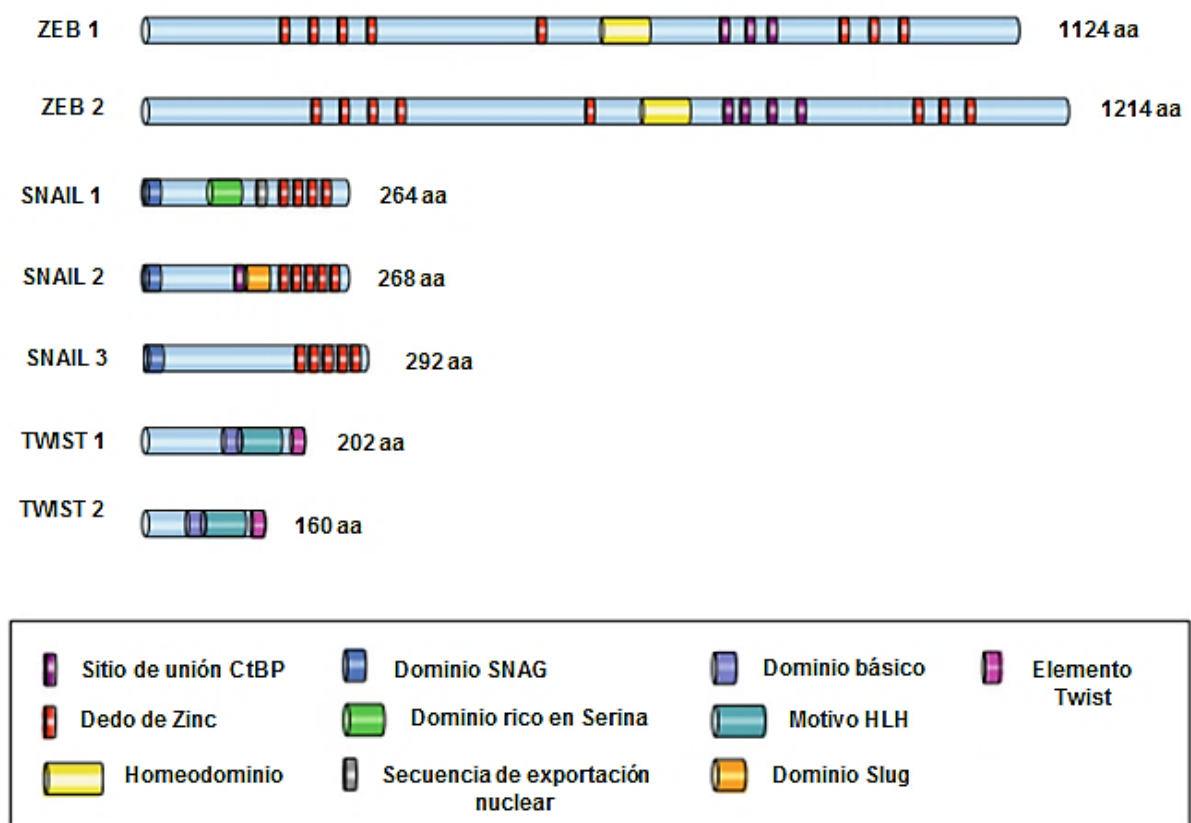 ZEB 1
1124 aa
ZEB 2
1214 aa
SNAIL 1
264 aa
SNAIL 2
268 aa
SNAIL 3
292 aa
TWIST 1
202 aa
TWIST 2
160 aa
Sitio de unión CtBP
Dominio SNAG
Dominio básico
Elemento
Twist
Dedo de Zinc
Dominio rico en Serina
Motivo HLH
Homeodominio
Secuencia de exportación
nuclear
Dominio Slug